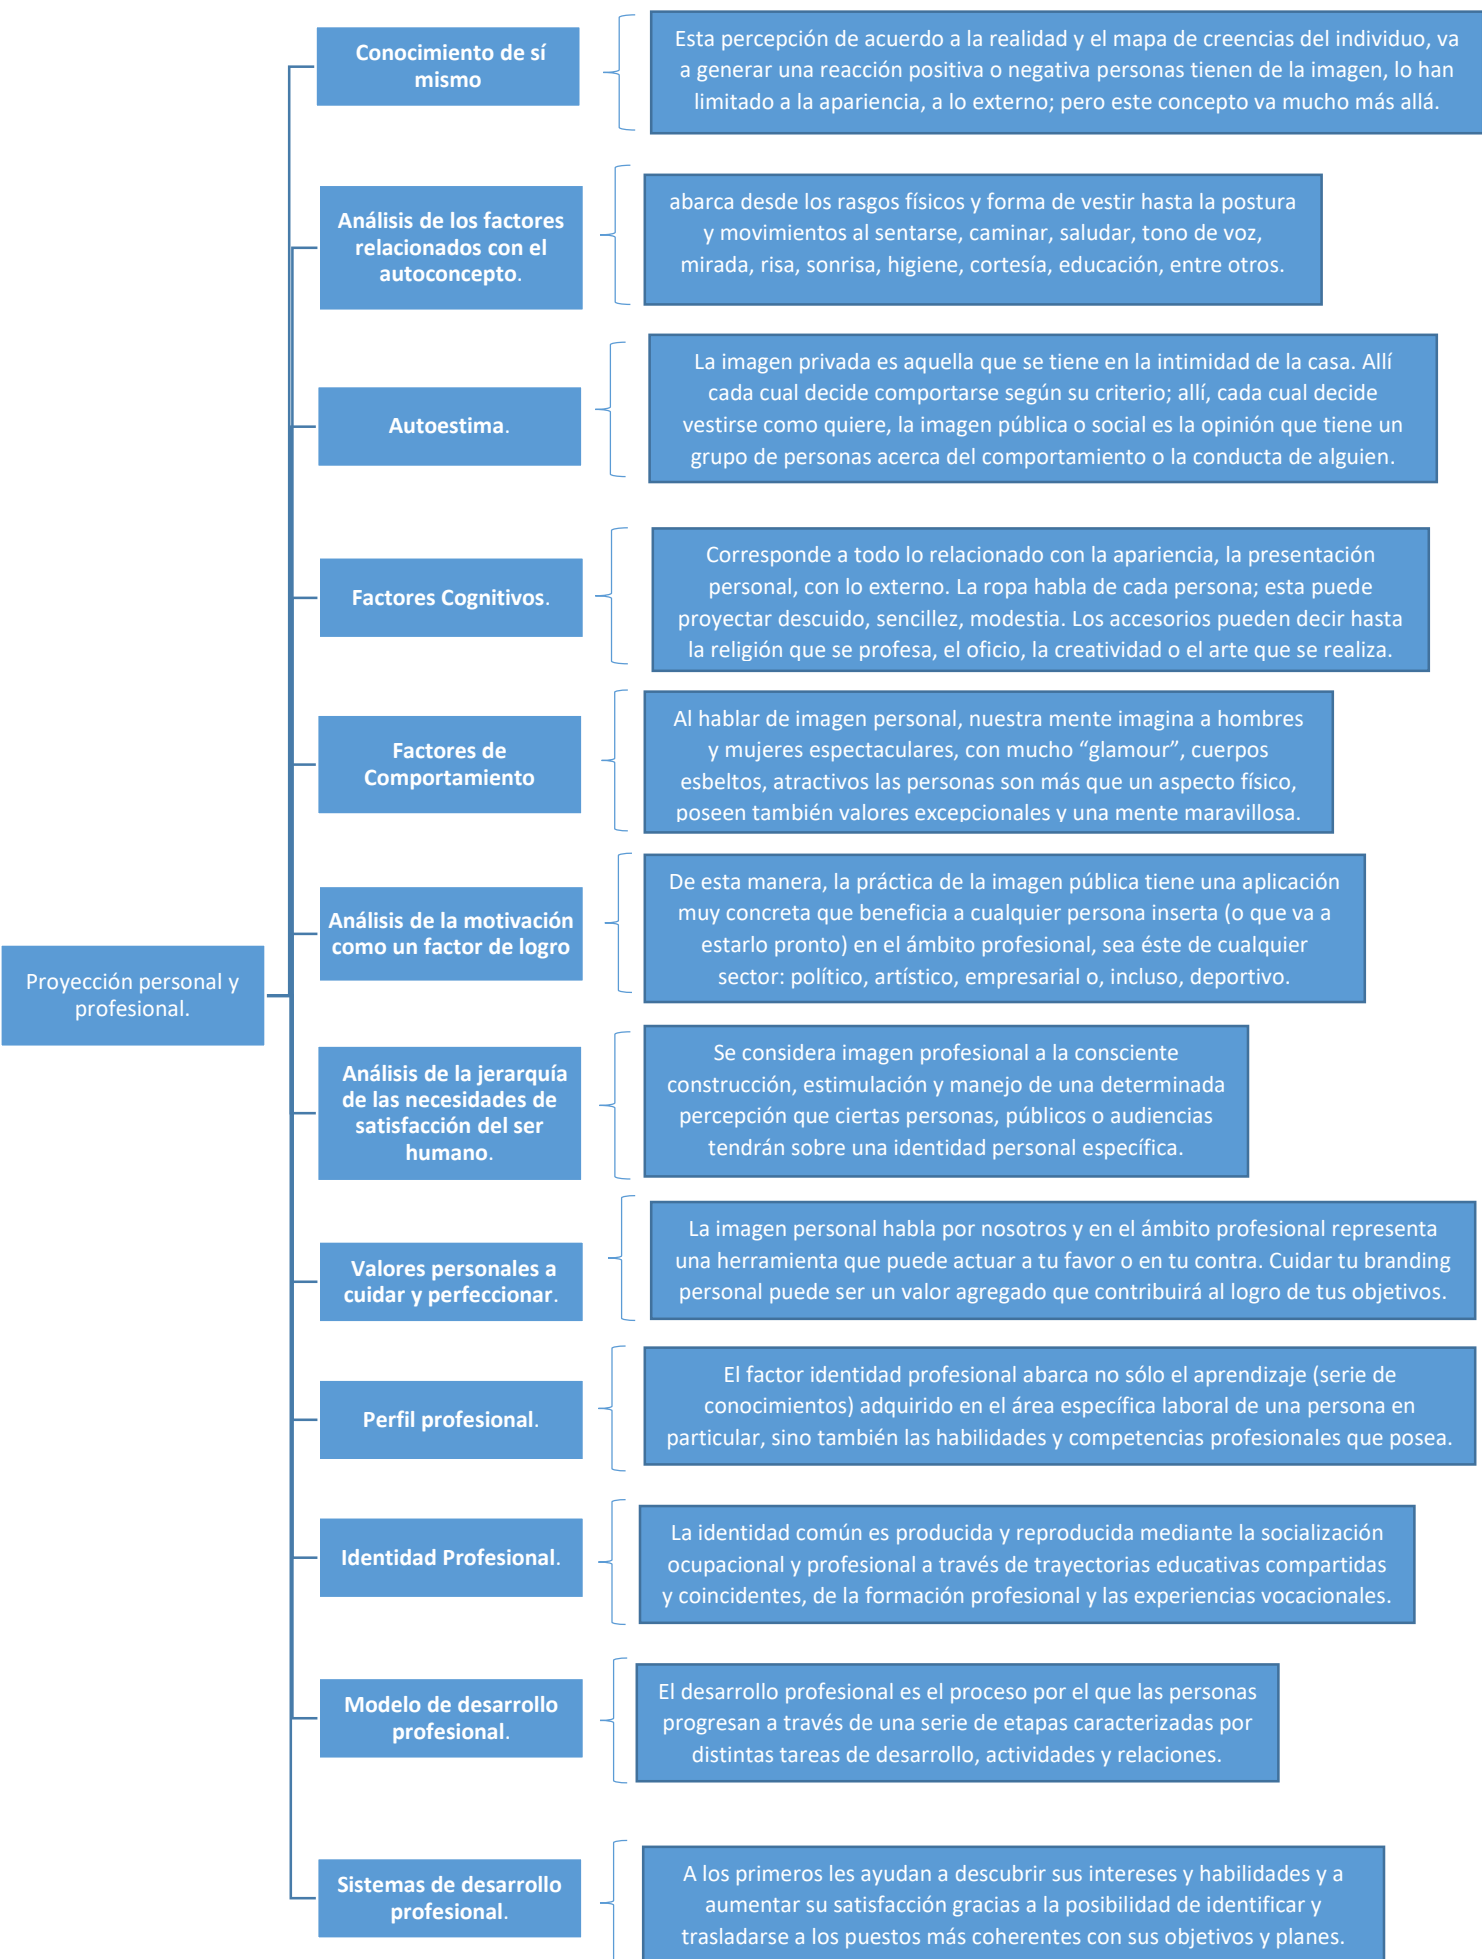 Conocimiento de sí
mismo
Esta percepción de acuerdo a la realidad y el mapa de creencias del individuo, va
a generar una reacción positiva o negativa personas tienen de la imagen, lo han
limitado a la apariencia, a lo externo; pero este concepto va mucho más allá.
Análisis de los factores
relacionados con el
autoconcepto.
abarca desde los rasgos físicos y forma de vestir hasta la postura
y movimientos al sentarse, caminar, saludar, tono de voz,
mirada, risa, sonrisa, higiene, cortesía, educación, entre otros.
Autoestima.
La imagen privada es aquella que se tiene en la intimidad de la casa. Allí
cada cual decide comportarse según su criterio; allí, cada cual decide
vestirse como quiere, la imagen pública o social es la opinión que tiene un
grupo de personas acerca del comportamiento o la conducta de alguien.
Factores Cognitivos.
Corresponde a todo lo relacionado con la apariencia, la presentación
personal, con lo externo. La ropa habla de cada persona; esta puede
proyectar descuido, sencillez, modestia. Los accesorios pueden decir hasta
la religión que se profesa, el oficio, la creatividad o el arte que se realiza.
Factores de
Comportamiento
Al hablar de imagen personal, nuestra mente imagina a hombres
y mujeres espectaculares, con mucho “glamour”, cuerpos
esbeltos, atractivos las personas son más que un aspecto físico,
poseen también valores excepcionales y una mente maravillosa.
Análisis de la motivación
como un factor de logro
De esta manera, la práctica de la imagen pública tiene una aplicación
muy concreta que beneficia a cualquier persona inserta (o que va a
estarlo pronto) en el ámbito profesional, sea éste de cualquier
sector: político, artístico, empresarial o, incluso, deportivo.
Proyección personal y
profesional.
Análisis de la jerarquía
de las necesidades de
satisfacción del ser
humano.
Se considera imagen profesional a la consciente
construcción, estimulación y manejo de una determinada
percepción que ciertas personas, públicos o audiencias
tendrán sobre una identidad personal específica.
Valores personales a
cuidar y perfeccionar.
La imagen personal habla por nosotros y en el ámbito profesional representa
una herramienta que puede actuar a tu favor o en tu contra. Cuidar tu branding
personal puede ser un valor agregado que contribuirá al logro de tus objetivos.
Perfil profesional.
El factor identidad profesional abarca no sólo el aprendizaje (serie de
conocimientos) adquirido en el área específica laboral de una persona en
particular, sino también las habilidades y competencias profesionales que posea.
Identidad Profesional.
La identidad común es producida y reproducida mediante la socialización
ocupacional y profesional a través de trayectorias educativas compartidas
y coincidentes, de la formación profesional y las experiencias vocacionales.
Modelo de desarrollo
profesional.
El desarrollo profesional es el proceso por el que las personas
progresan a través de una serie de etapas caracterizadas por
distintas tareas de desarrollo, actividades y relaciones.
Sistemas de desarrollo
profesional.
A los primeros les ayudan a descubrir sus intereses y habilidades y a
aumentar su satisfacción gracias a la posibilidad de identificar y
trasladarse a los puestos más coherentes con sus objetivos y planes.